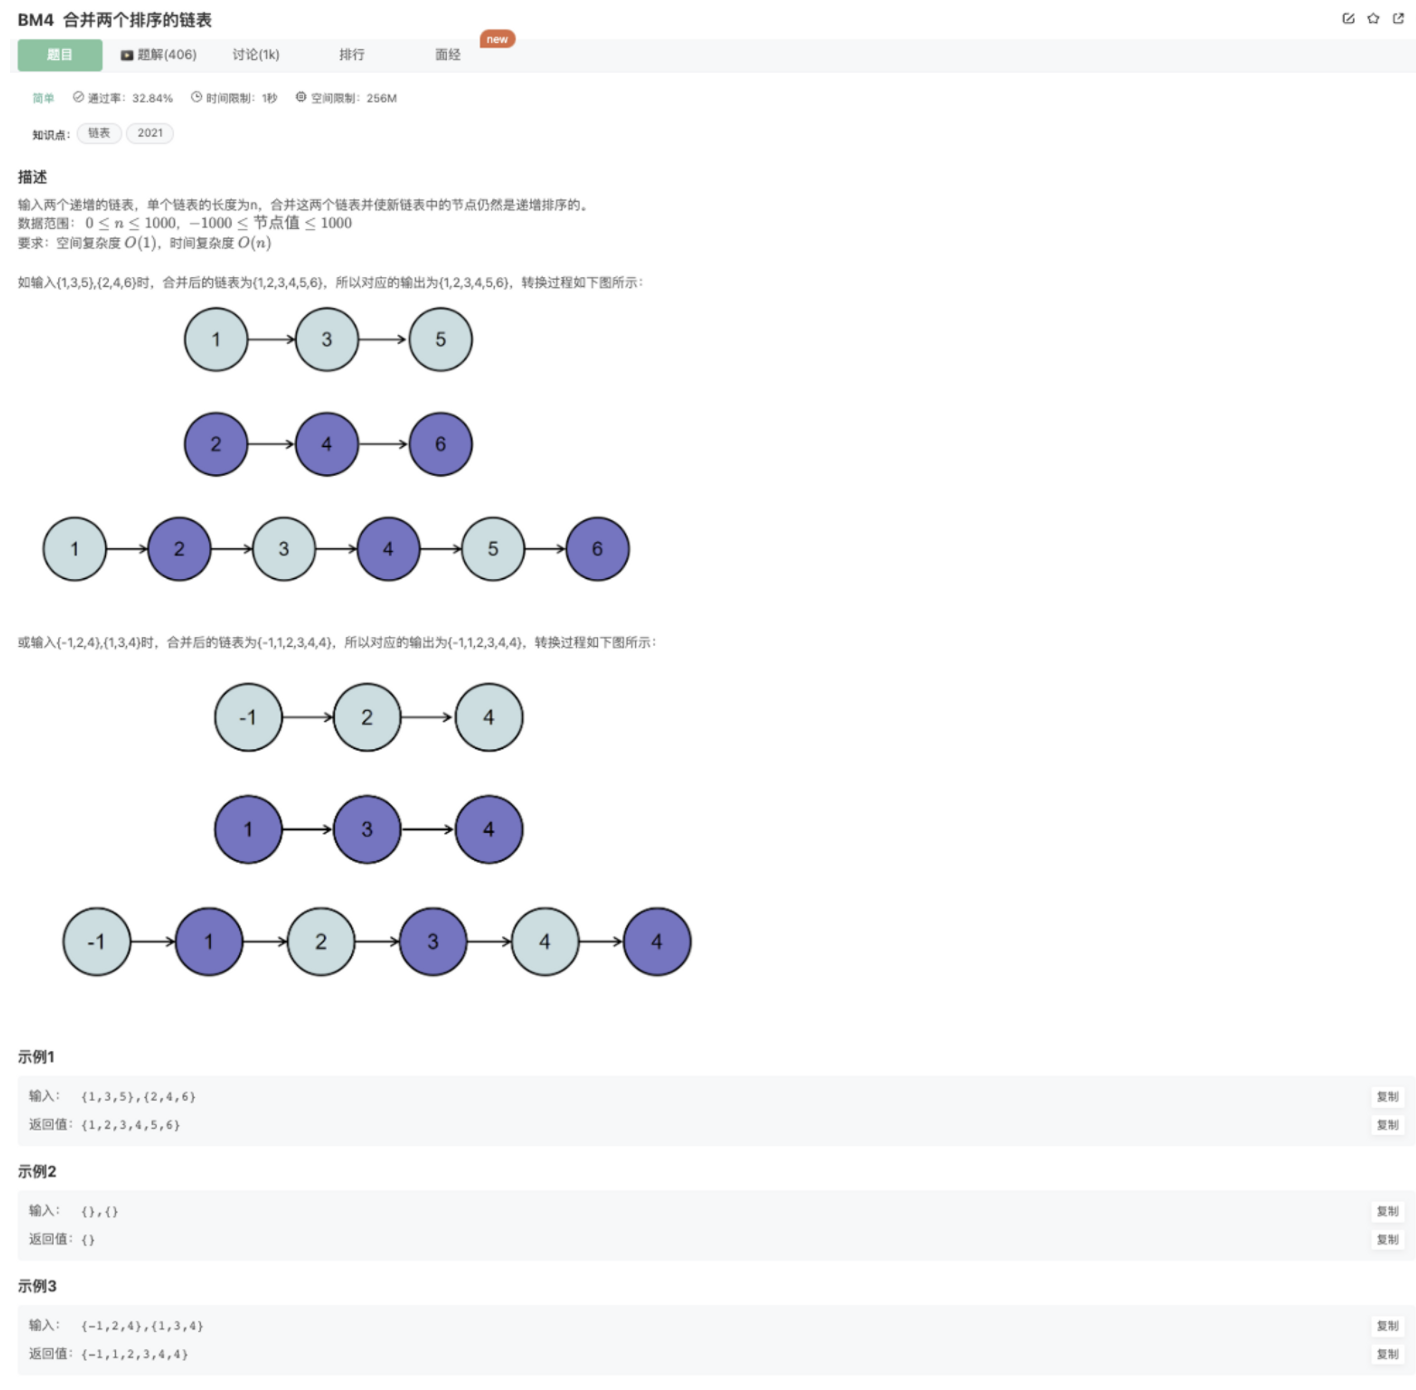 BM4 合并两个排序的链表
题目 题解(406) 讨论(1k) 排行 面经 new
简单 通过率：32.84% 时间限制：1秒 空间限制：256M
知识点： 链表 2021
描述
输入两个递增的链表，单个链表的长度为n，合并这两个链表并使新链表中的节点仍然是递增排序的。
数据范围： 0 ≤ n ≤ 1000，−1000 ≤ 节点值 ≤ 1000
要求：空间复杂度 O(1)，时间复杂度 O(n)
如输入{1,3,5},{2,4,6}时，合并后的链表为{1,2,3,4,5,6}，所以对应的输出为{1,2,3,4,5,6}，转换过程如下图所示：
1 3 5
2 4 6
1 2 3 4 5 6
或输入{-1,2,4},{1,3,4}时，合并后的链表为{-1,1,2,3,4,4}，所以对应的输出为{-1,1,2,3,4,4}，转换过程如下图所示：
-1 2 4
1 3 4
-1 1 2 3 4 4
示例1
输入： {1,3,5},{2,4,6} 复制
返回值：{1,2,3,4,5,6} 复制
示例2
输入： {},{} 复制
返回值：{} 复制
示例3
输入： {-1,2,4},{1,3,4} 复制
返回值：{-1,1,2,3,4,4} 复制